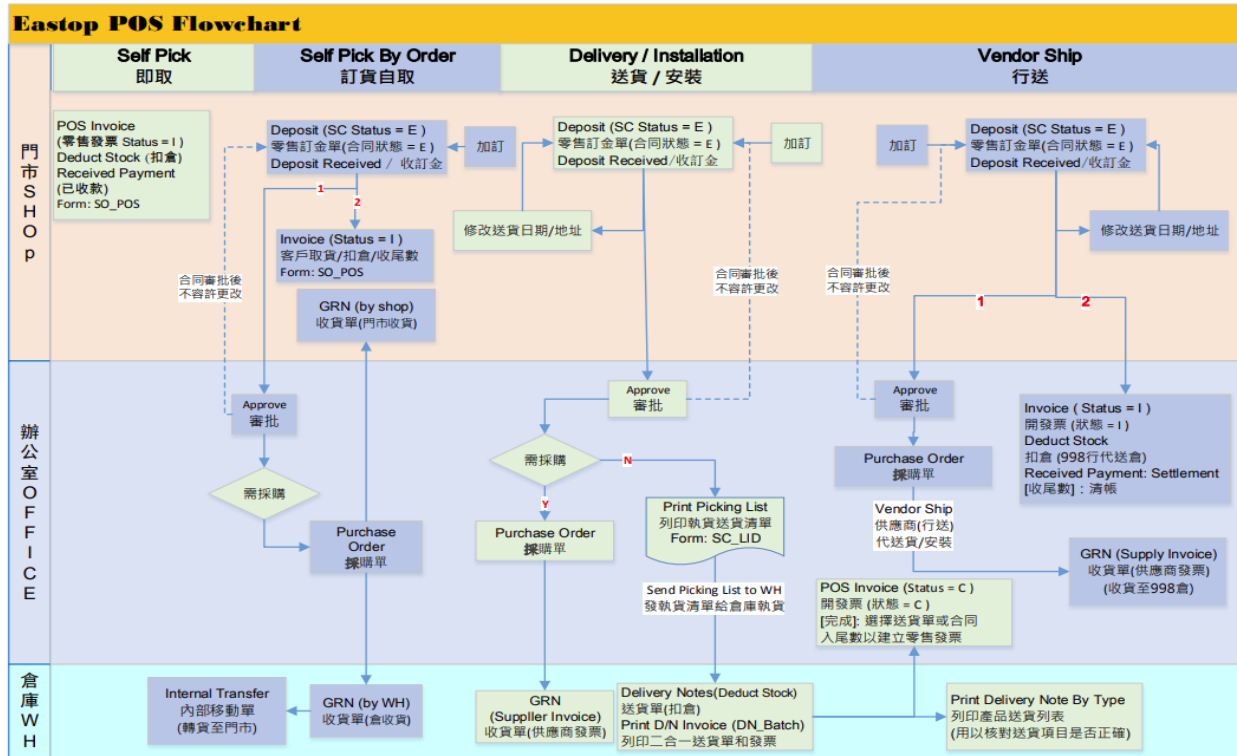 Eastop POS Flowchart
Self Pick
即取
Self Pick By Order
訂貨自取
Delivery / Installation
送貨 / 安裝
Vendor Ship
行送
門市SHOp
POS Invoice
(零售發票 Status = I )
Deduct Stock (扣倉)
Received Payment
(已收款)
Form: SO_POS
Deposit (SC Status = E )
零售訂金單(合同狀態 = E )
Deposit Received / 收訂金
加訂
1
2
Invoice (Status = I )
客戶取貨/扣倉/收尾數
Form: SO_POS
合同審批後
不容許更改
GRN (by shop)
收貨單(門市收貨)
Deposit (SC Status = E )
零售訂金單(合同狀態 = E )
Deposit Received/收訂金
加訂
修改送貨日期/地址
合同審批後
不容許更改
加訂
Deposit (SC Status = E )
零售訂金單(合同狀態 = E )
Deposit Received/收訂金
修改送貨日期/地址
合同審批後
不容許更改
1
2
辦公室OFFICE
Approve
審批
需採購
Purchase
Order
採購單
Approve
審批
需採購
N
Y
Purchase Order
採購單
Print Picking List
列印執貨送貨清單
Form: SC_LID
Send Picking List to WH
發執貨清單給倉庫執貨
Approve
審批
Purchase Order
採購單
Vendor Ship
供應商(行送)
代送貨/安裝
Invoice ( Status = I )
開發票 (狀態 = I )
Deduct Stock
扣倉 (998行代送倉)
Received Payment: Settlement
[收尾數] : 清帳
GRN (Supply Invoice)
收貨單(供應商發票)
(收貨至998倉)
POS Invoice (Status = C )
開發票 (狀態 = C )
[完成]: 選擇送貨單或合同
入尾數以建立零售發票
倉庫WH
Internal Transfer
內部移動單
(轉貨至門市)
GRN (by WH)
收貨單(倉收貨)
GRN
(Suppller Invoice)
收貨單(供應商發票)
Delivery Notes(Deduct Stock)
送貨單(扣倉)
Print D/N Invoice (DN_Batch)
列印二合一送貨單和發票
Print Delivery Note By Type
列印產品送貨列表
(用以核對送貨項目是否正確)